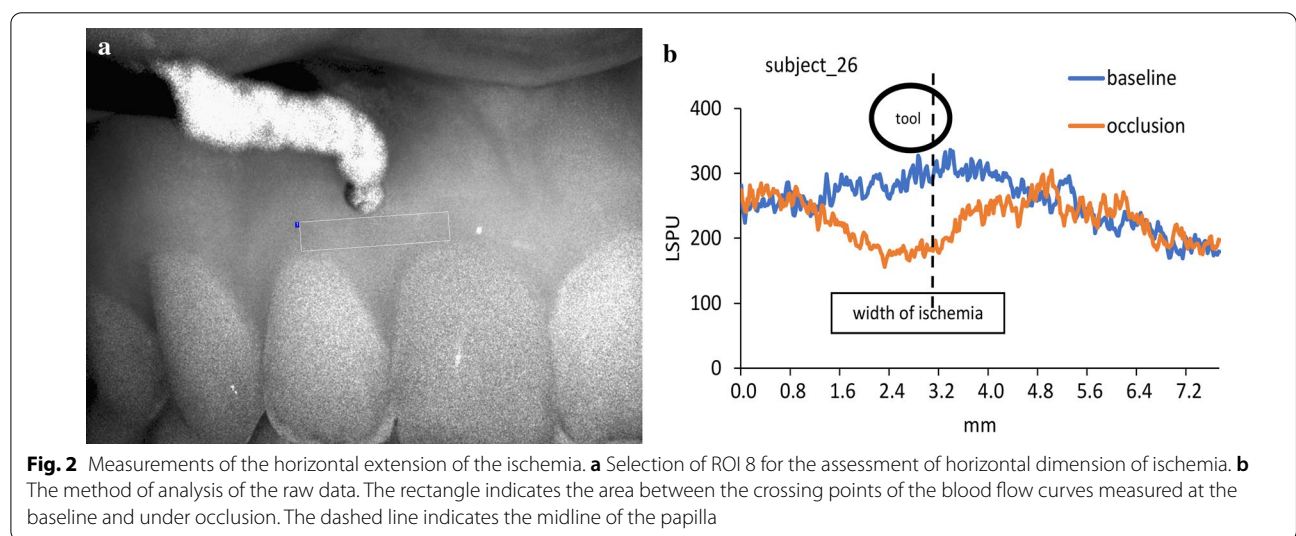 a
1
b
subject_26
baseline
occlusion
tool
400
300
200
100
0
LSPU
width of ischemia
0.0 0.8 1.6 2.4 3.2 4.0 4.8 5.6 6.4 7.2
mm
Fig. 2 Measurements of the horizontal extension of the ischemia. a Selection of ROI 8 for the assessment of horizontal dimension of ischemia. b
The method of analysis of the raw data. The rectangle indicates the area between the crossing points of the blood flow curves measured at the
baseline and under occlusion. The dashed line indicates the midline of the papilla